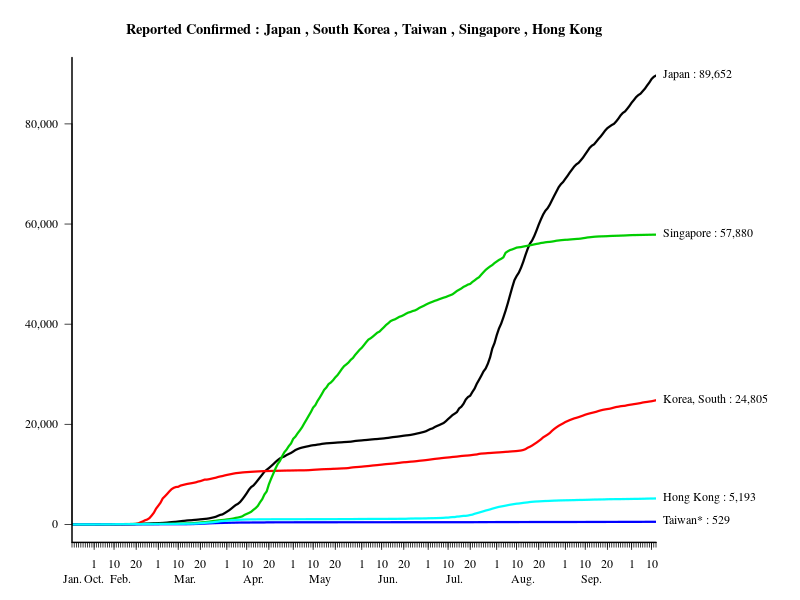 Reported Confirmed : Japan , South Korea , Taiwan , Singapore , Hong Kong
Japan : 89,652
80,000
60,000
Singapore : 57,880
40,000
Korea, South : 24,805
20,000
Hong Kong : 5,193
Taiwan* : 529
0
1 10 20 1 10 20 1 10 20 1 10 20 1 10 20 1 10 20 1 10 20 1 10 20 1 10
Jan. Oct. Feb. Mar. Apr. May Jun. Jul. Aug. Sep.